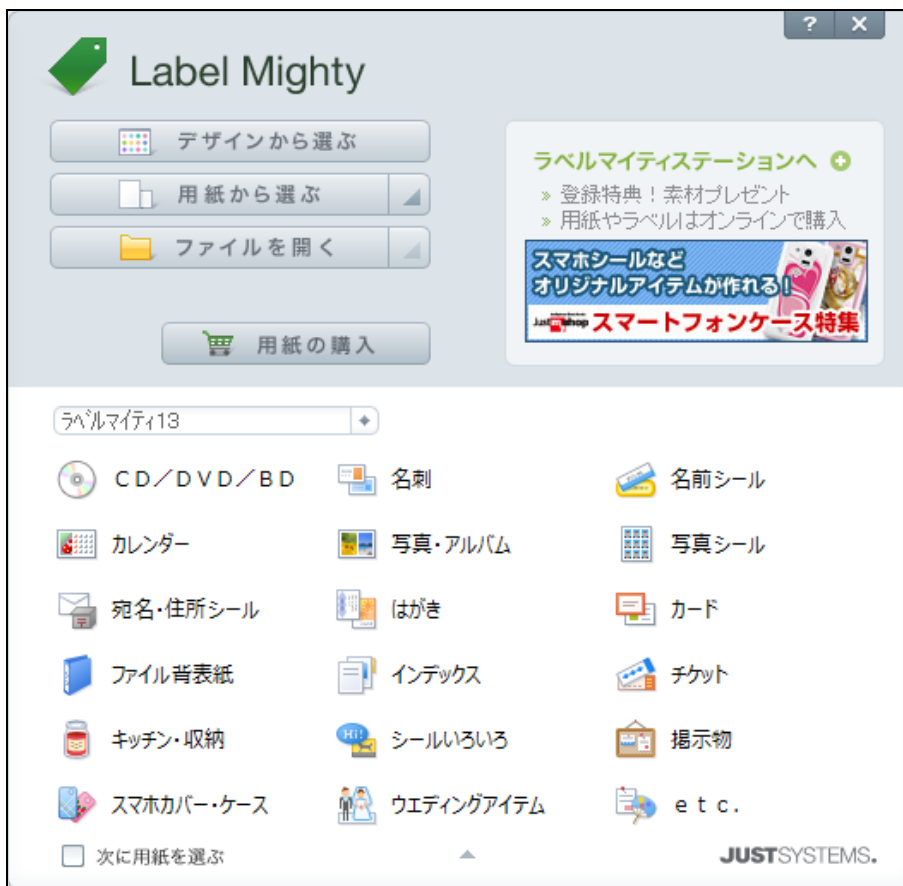 ? X
Label Mighty
デザインから選ぶ
用紙から選ぶ
ファイルを開く
用紙の購入
ラベルマイティステーションへ
» 登録特典！素材プレゼント
» 用紙やラベルはオンラインで購入
スマホシールなど
オリジナルアイテムが作れる！
Just myshop スマートフォンケース特集
ラベルマイティ13
ＣＤ／ＤＶＤ／ＢＤ
名刺
名前シール
カレンダー
写真・アルバム
写真シール
宛名・住所シール
はがき
カード
ファイル背表紙
インデックス
チケット
キッチン・収納
Hi!
シールいろいろ
掲示物
スマホカバー・ケース
ウエディングアイテム
ｅｔｃ．
次に用紙を選ぶ
JUSTSYSTEMS.